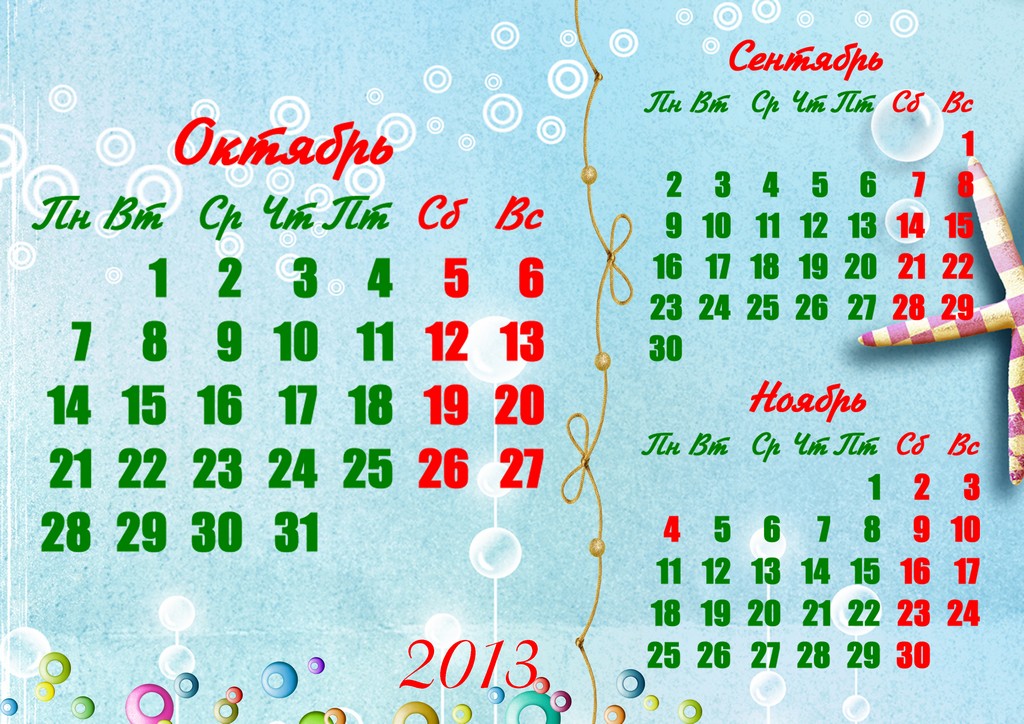 Октябрь
Пн Вт Ср Чт Пт Сб Вс
1 2 3 4 5 6
7 8 9 10 11 12 13
14 15 16 17 18 19 20
21 22 23 24 25 26 27
28 29 30 31
2013
Сентябрь
Пн Вт Ср Чт Пт Сб Вс
1
2 3 4 5 6 7 8
9 10 11 12 13 14 15
16 17 18 19 20 21 22
23 24 25 26 27 28 29
30
Ноябрь
Пн Вт Ср Чт Пт Сб Вс
1 2 3
4 5 6 7 8 9 10
11 12 13 14 15 16 17
18 19 20 21 22 23 24
25 26 27 28 29 30